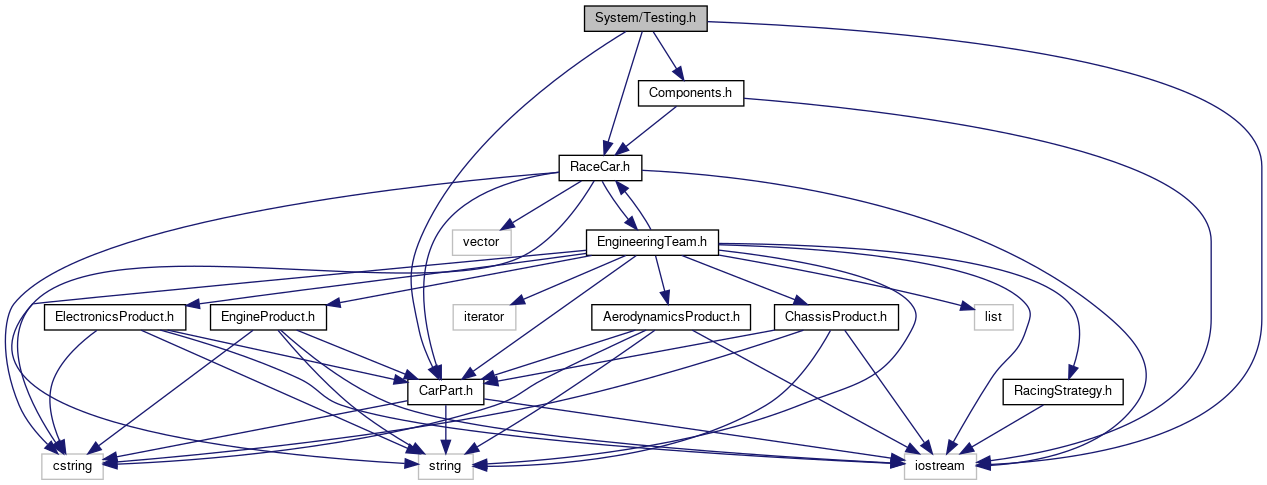 System/Testing.h
Components.h
RaceCar.h
vector
EngineeringTeam.h
ElectronicsProduct.h
EngineProduct.h
iterator
AerodynamicsProduct.h
ChassisProduct.h
list
CarPart.h
RacingStrategy.h
cstring
string
iostream